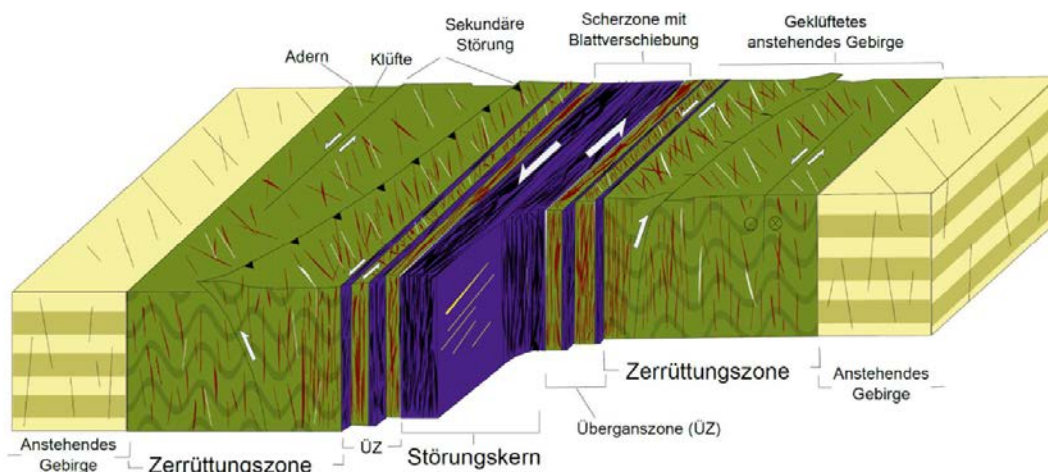 Adern
Klüfte
Sekundäre
Störung
Scherzone mit
Blattverschiebung
Geklüftetes
anstehendes Gebirge
Anstehendes
Gebirge
Zerrüttungszone
ÜZ
Störungskern
Überganszone (ÜZ)
Zerrüttungszone
Anstehendes
Gebirge